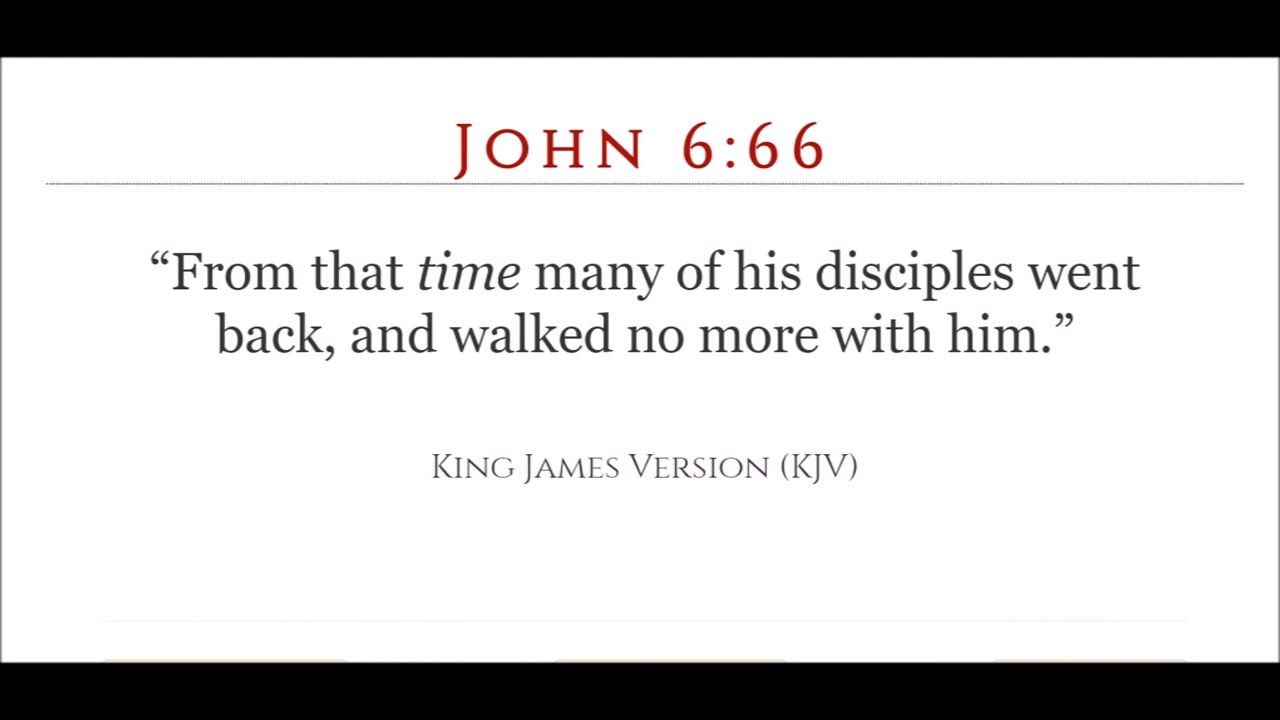 John 6:66
“From that time many of his disciples went
back, and walked no more with him.”
King James Version (KJV)